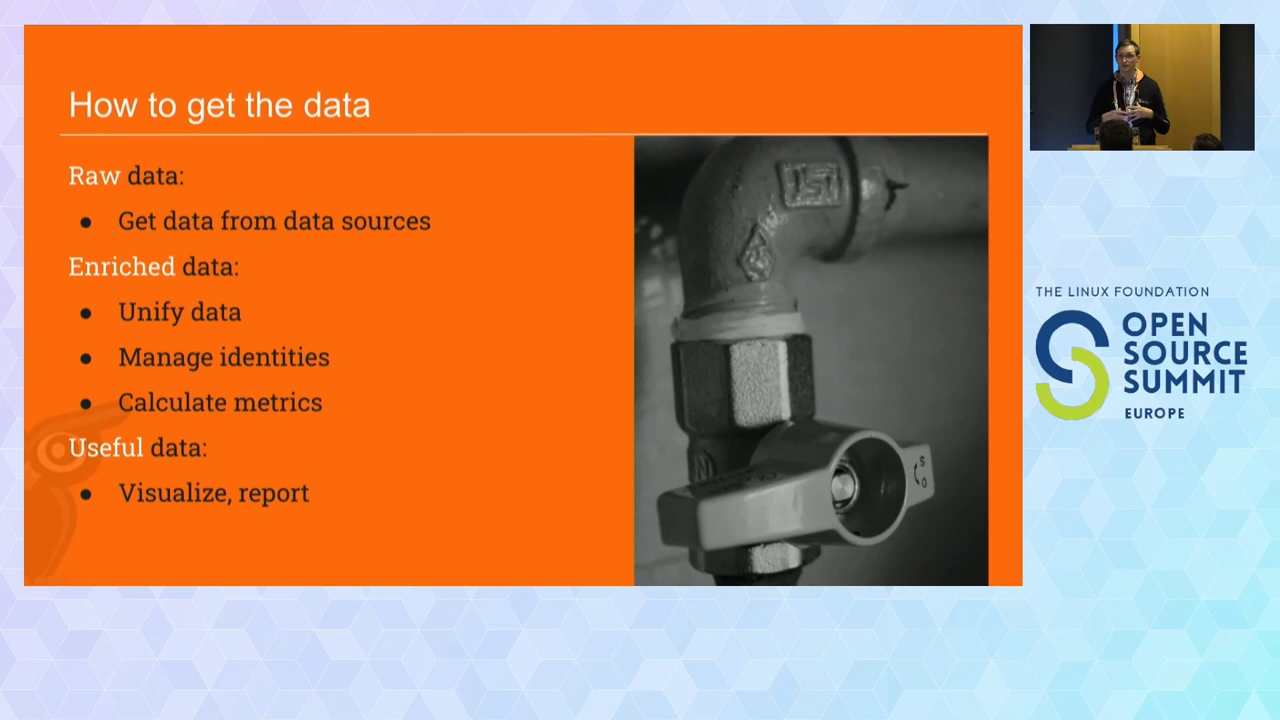 How to get the data
Raw data:
● Get data from data sources
Enriched data:
● Unify data
● Manage identities
● Calculate metrics
Useful data:
● Visualize, report
THE LINUX FOUNDATION
OPEN
SOURCE
SUMMIT
EUROPE